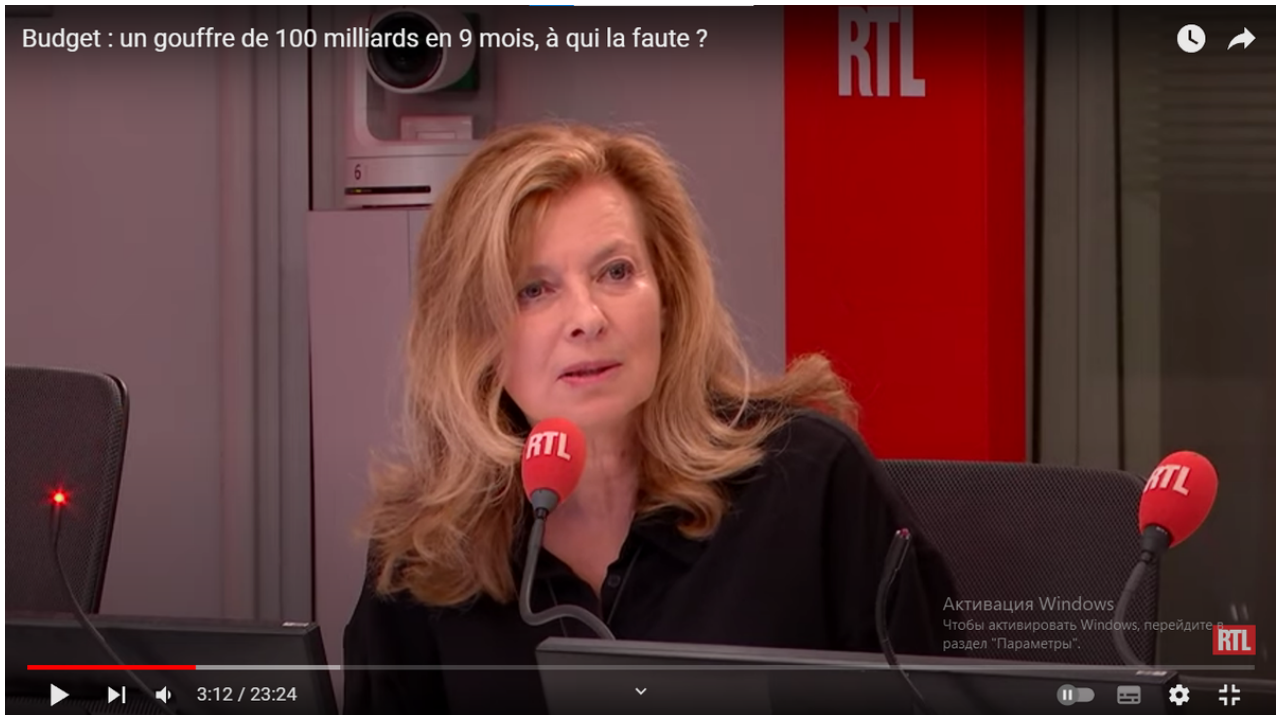 Budget : un gouffre de 100 milliards en 9 mois, à qui la faute ?
RTL
6
RTL
RTL
Активация Windows
Чтобы активировать Windows, перейдите в
раздел "Параметры".
RTL
3:12 / 23:24